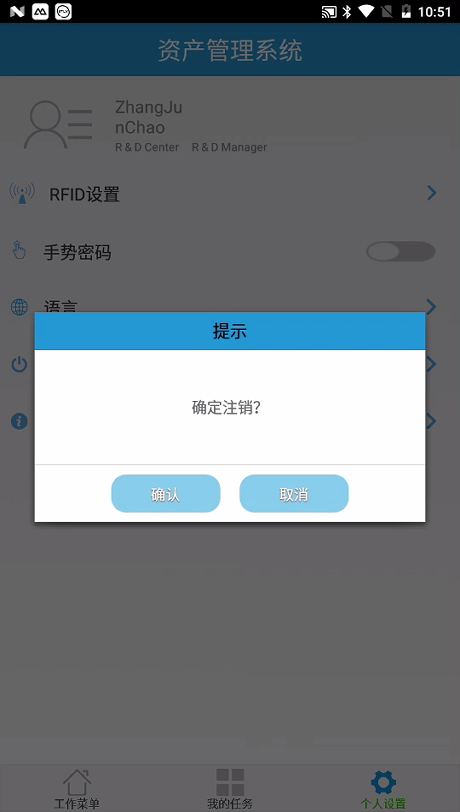 10:51
资产管理系统
ZhangJu
nChao
R & D Center R & D Manager
RFID设置
手势密码
语言
提示
确定注销?
确认 取消
工作菜单 我的任务 个人设置